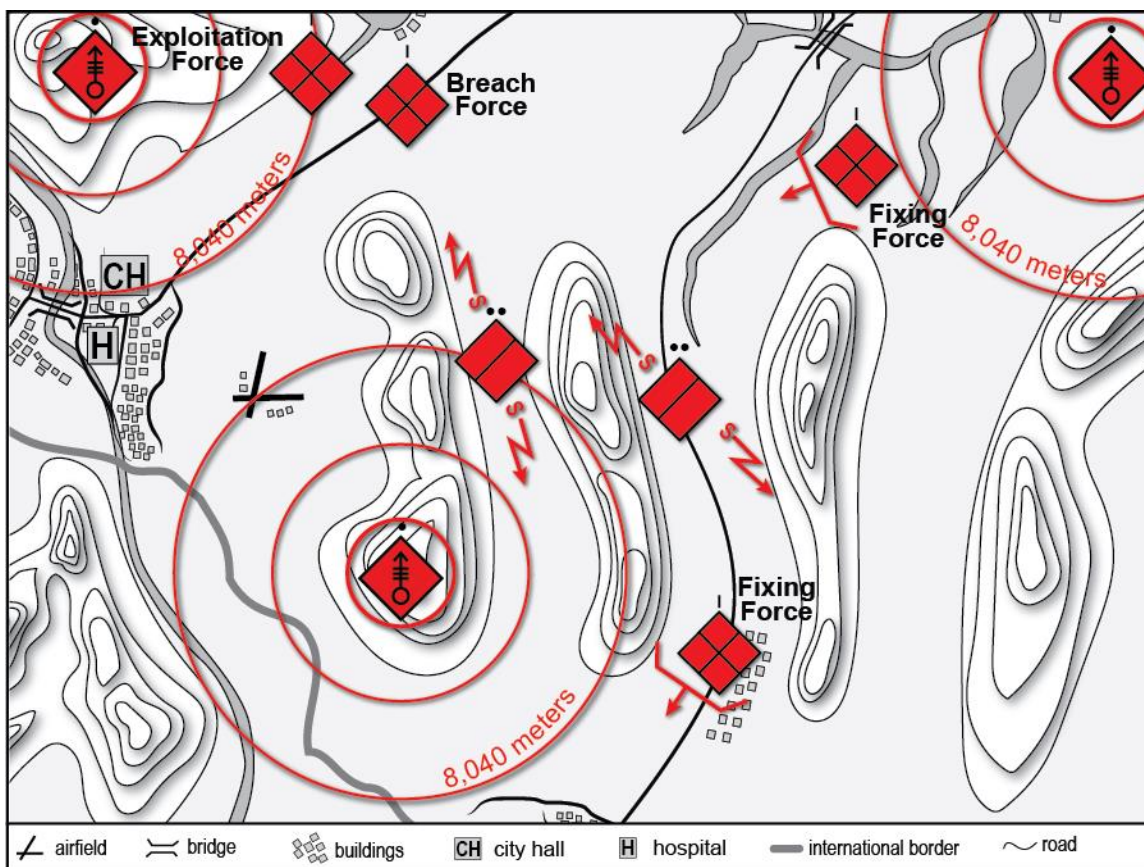 Exploitation
Force
Breach
Force
8,040 meters
Fixing
Force
8,040 meters
CH
H
S
S
S
S
Fixing
Force
8,040 meters
airfield
bridge
buildings
CH city hall
H hospital
international border
road